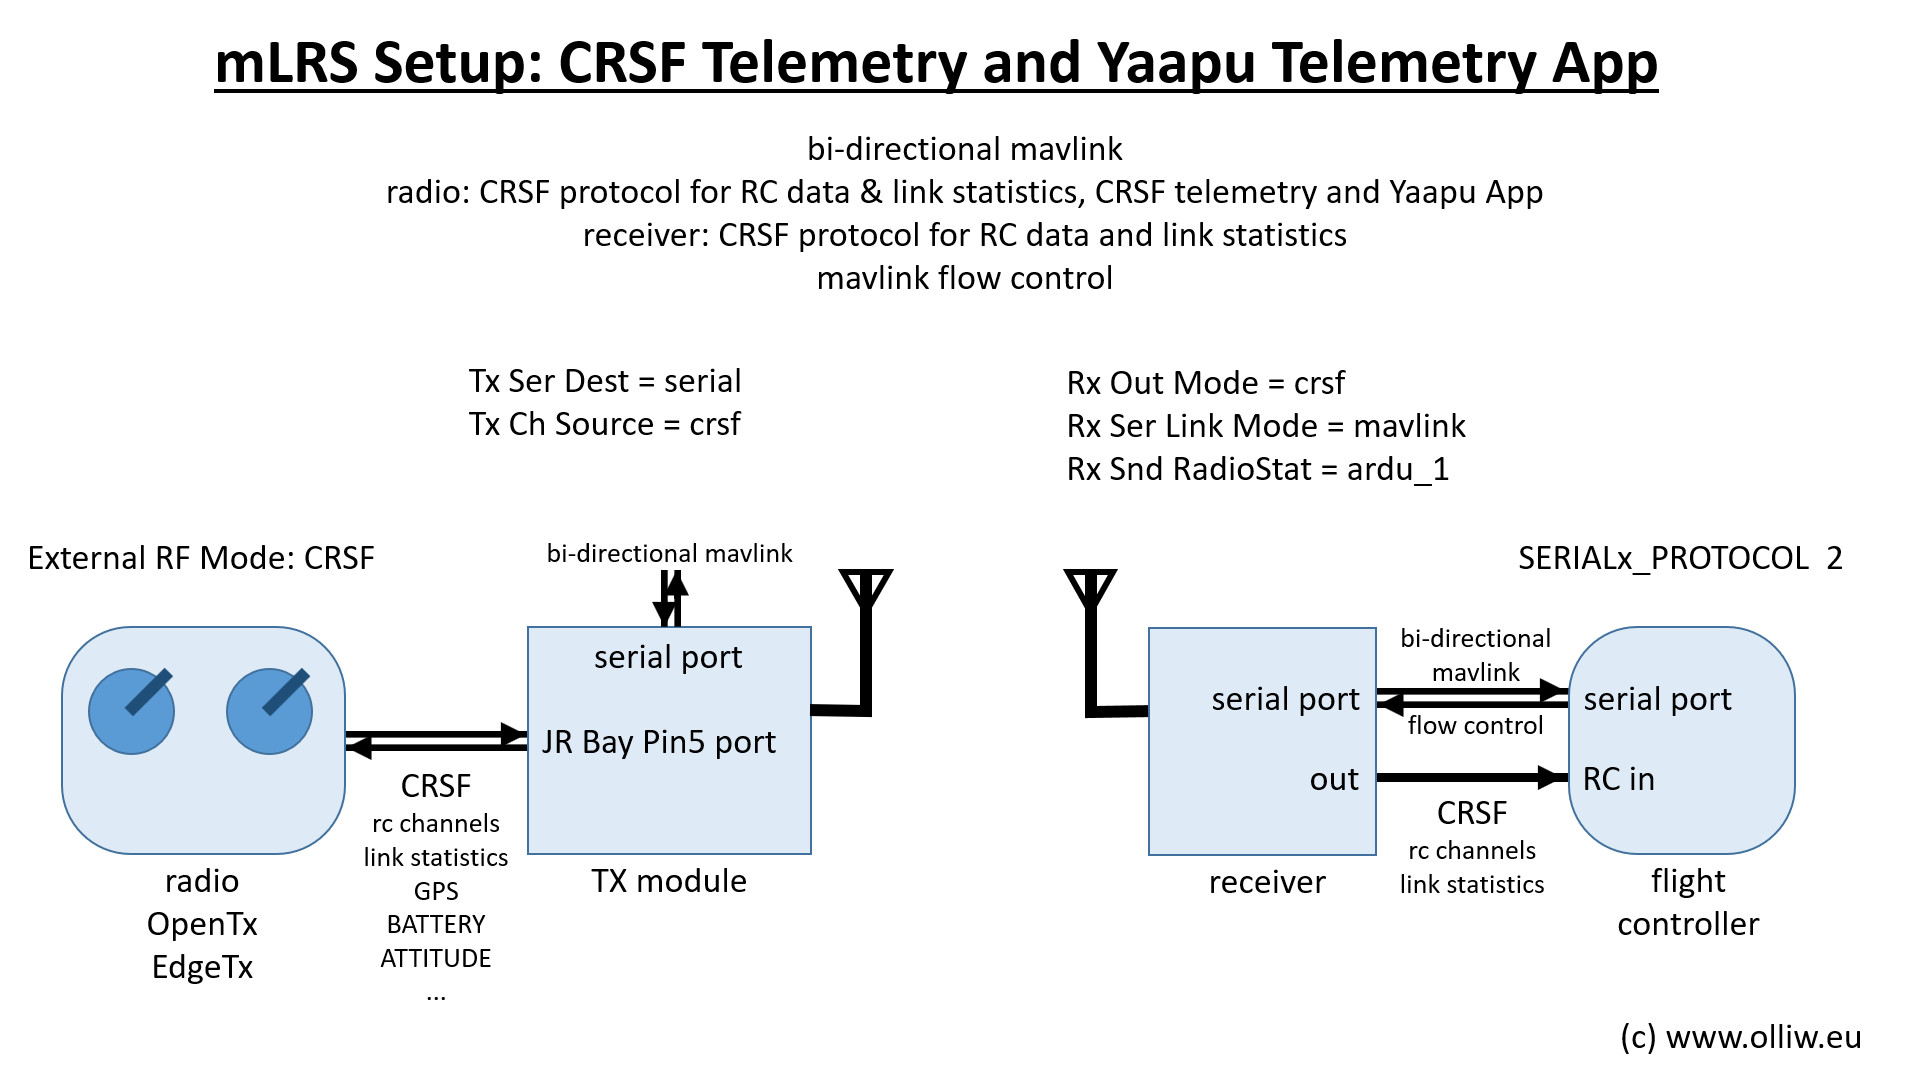 mLRS Setup: CRSF Telemetry and Yaapu Telemetry App
bi-directional mavlink
radio: CRSF protocol for RC data & link statistics, CRSF telemetry and Yaapu App
receiver: CRSF protocol for RC data and link statistics
mavlink flow control
Tx Ser Dest = serial
Tx Ch Source = crsf
Rx Out Mode = crsf
Rx Ser Link Mode = mavlink
Rx Snd RadioStat = ardu_1
External RF Mode: CRSF
bi-directional mavlink
serial port
JR Bay Pin5 port
CRSF
rc channels
link statistics
GPS
BATTERY
ATTITUDE
...
radio
OpenTx
EdgeTx
TX module
SERIALx_PROTOCOL 2
bi-directional
mavlink
serial port
serial port
flow control
out
RC in
CRSF
rc channels
link statistics
receiver
flight
controller
(c) www.olliw.eu